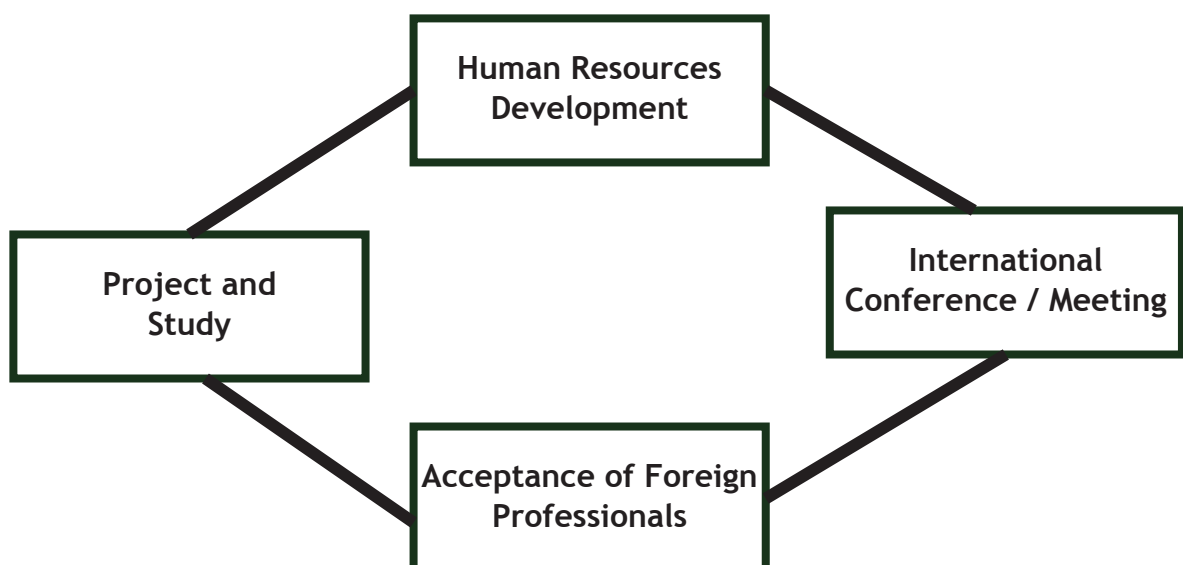 Human Resources
Development
International
Conference / Meeting
Project and
Study
Acceptance of Foreign
Professionals